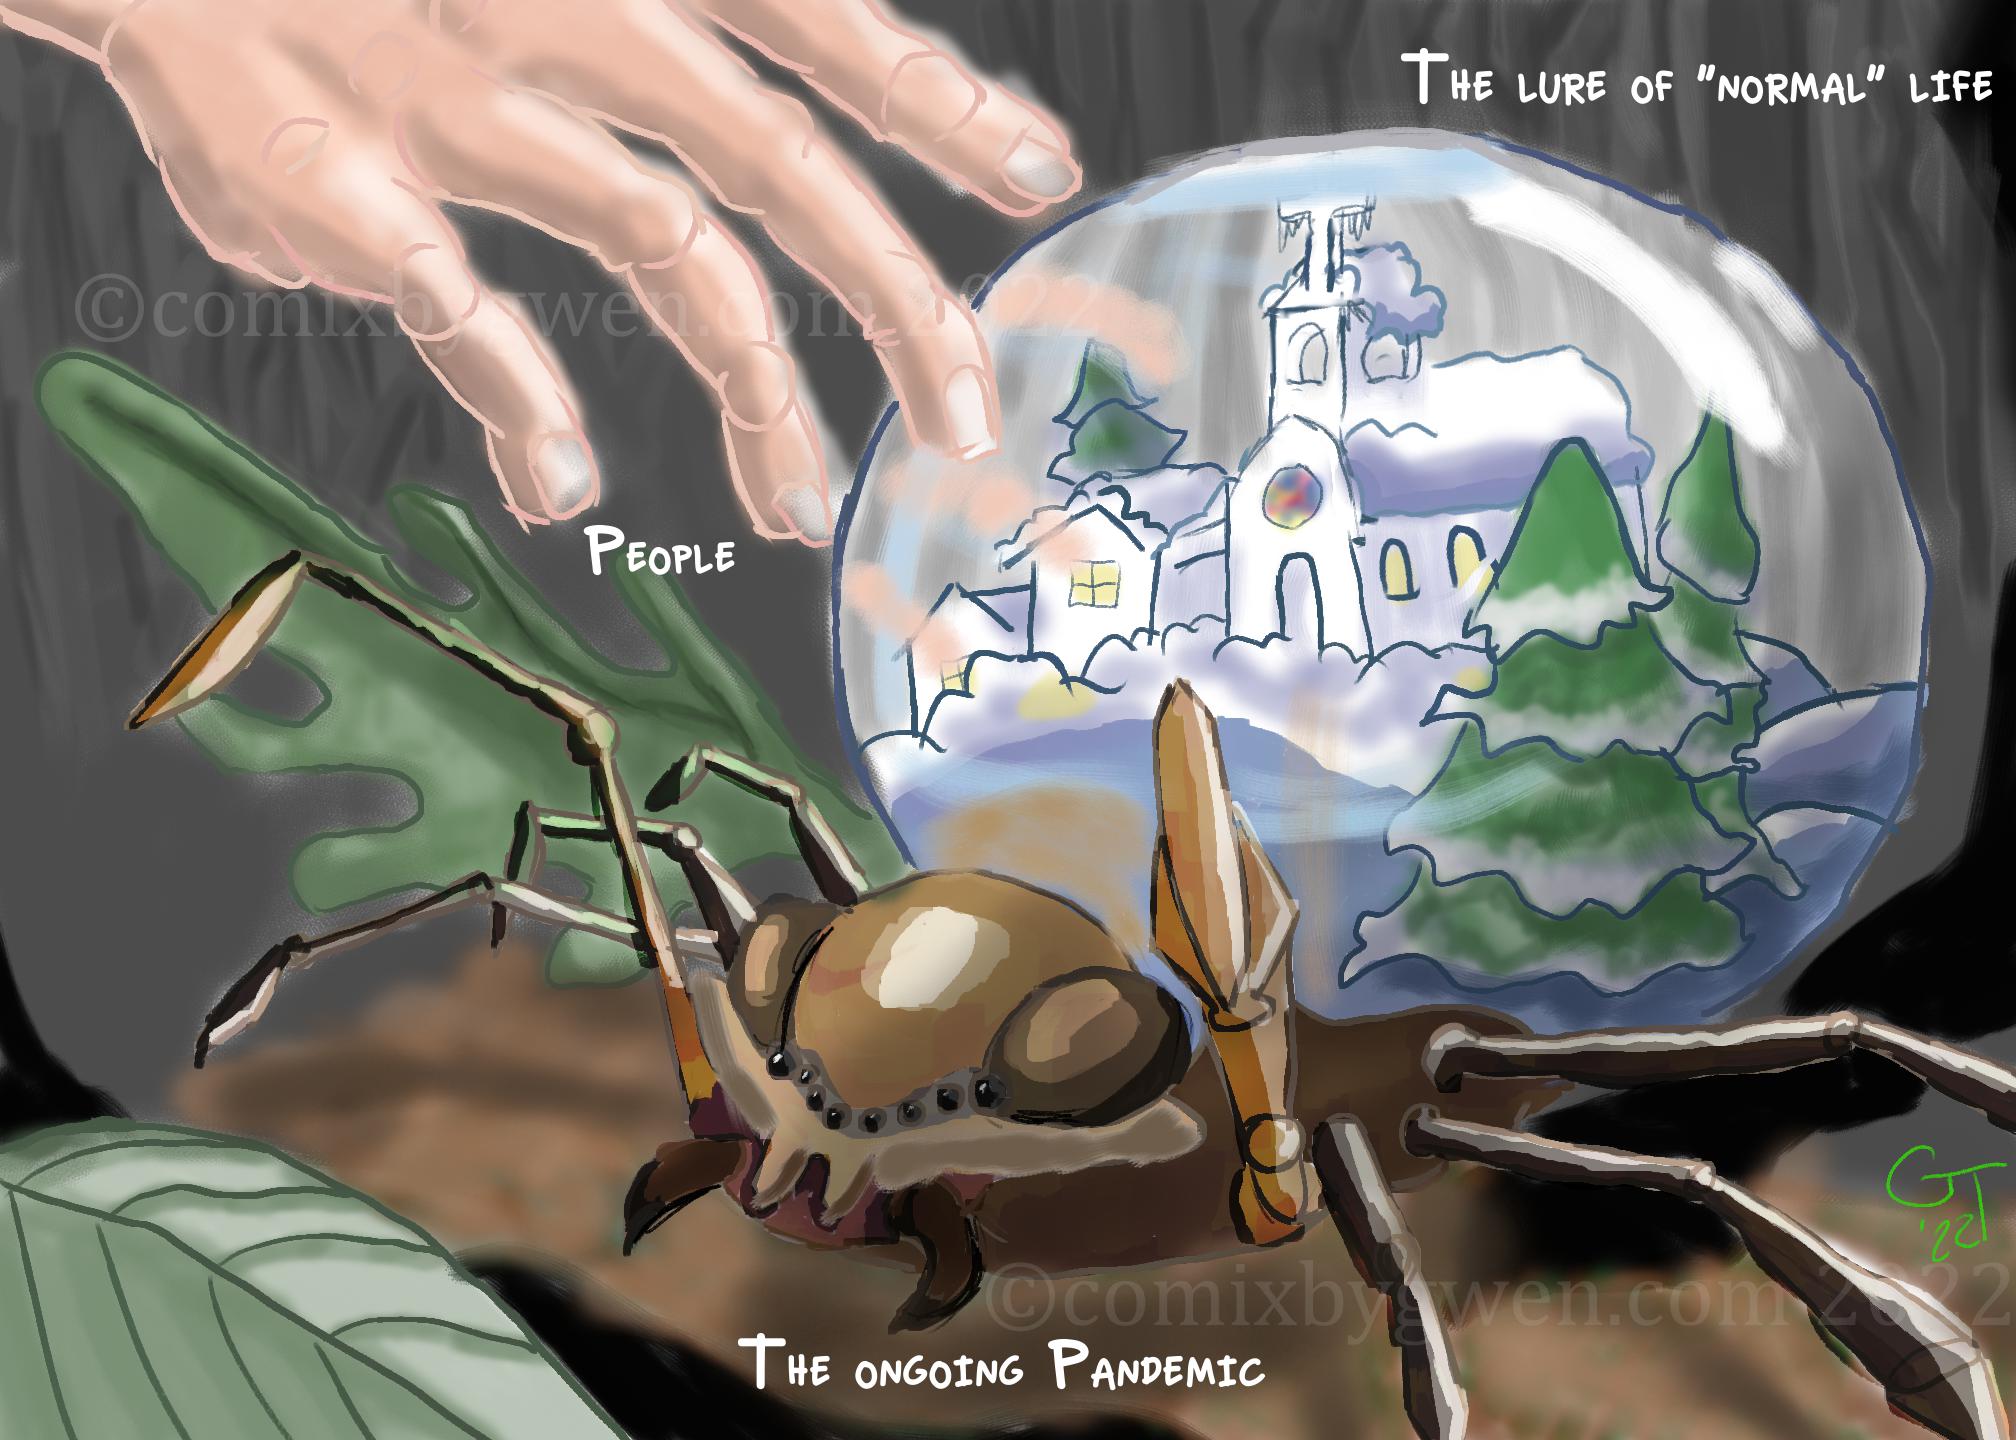 The lure of "normal" life
©comixbygwen.com 2022
People
GT
'22
©comixbygwen.com 2022
The ongoing Pandemic